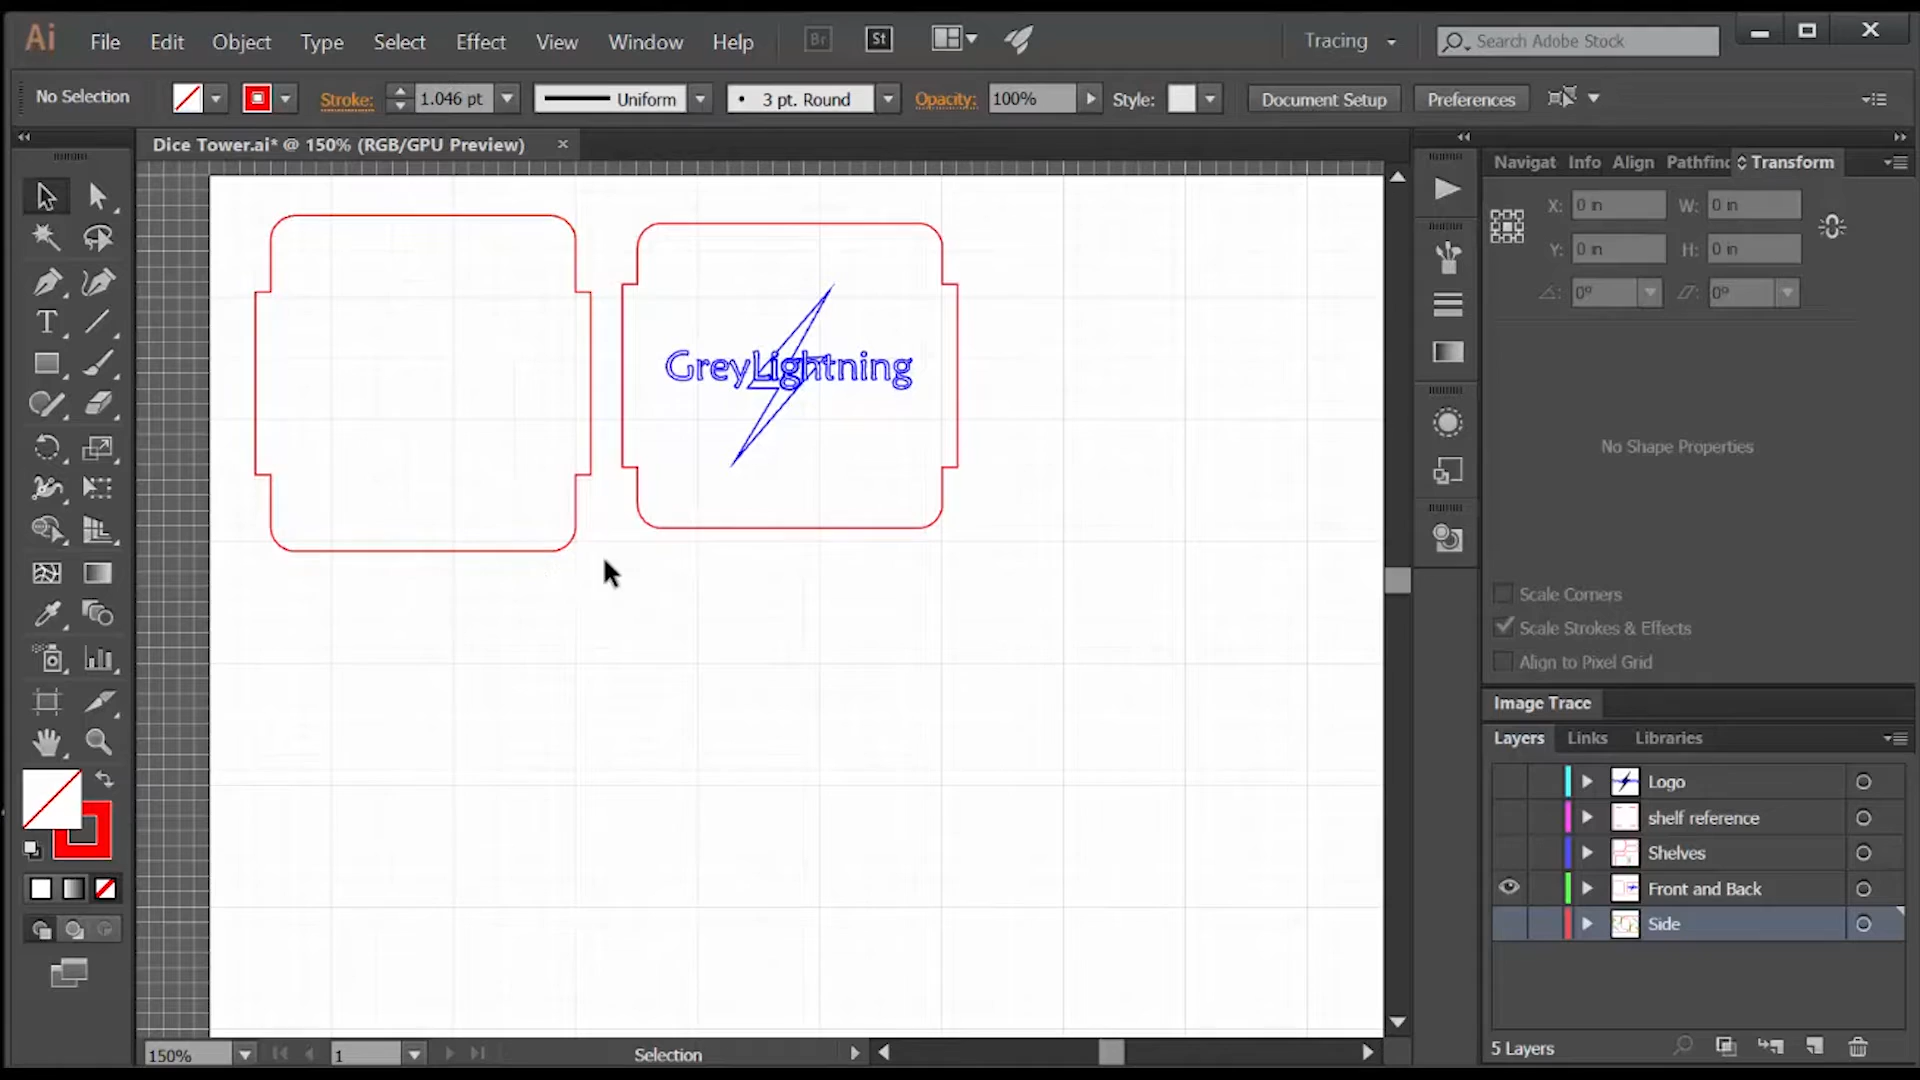 Ai File Edit Object Type Select Effect View Window Help Br St Tracing Search Adobe Stock
No Selection Stroke: 1.046 pt Uniform 3 pt. Round Opacity: 100% Style: Document Setup Preferences
Dice Tower.ai* @ 150% (RGB/GPU Preview)
Navigat Info Align Pathfinc Transform
X: 0 in W: 0 in
Y: 0 in H: 0 in
0° 0°
GreyLightning
No Shape Properties
Scale Corners
Scale Strokes & Effects
Align to Pixel Grid
Image Trace
Layers Links Libraries
Logo
shelf reference
Shelves
Front and Back
Side
150% 1 Selection
5 Layers